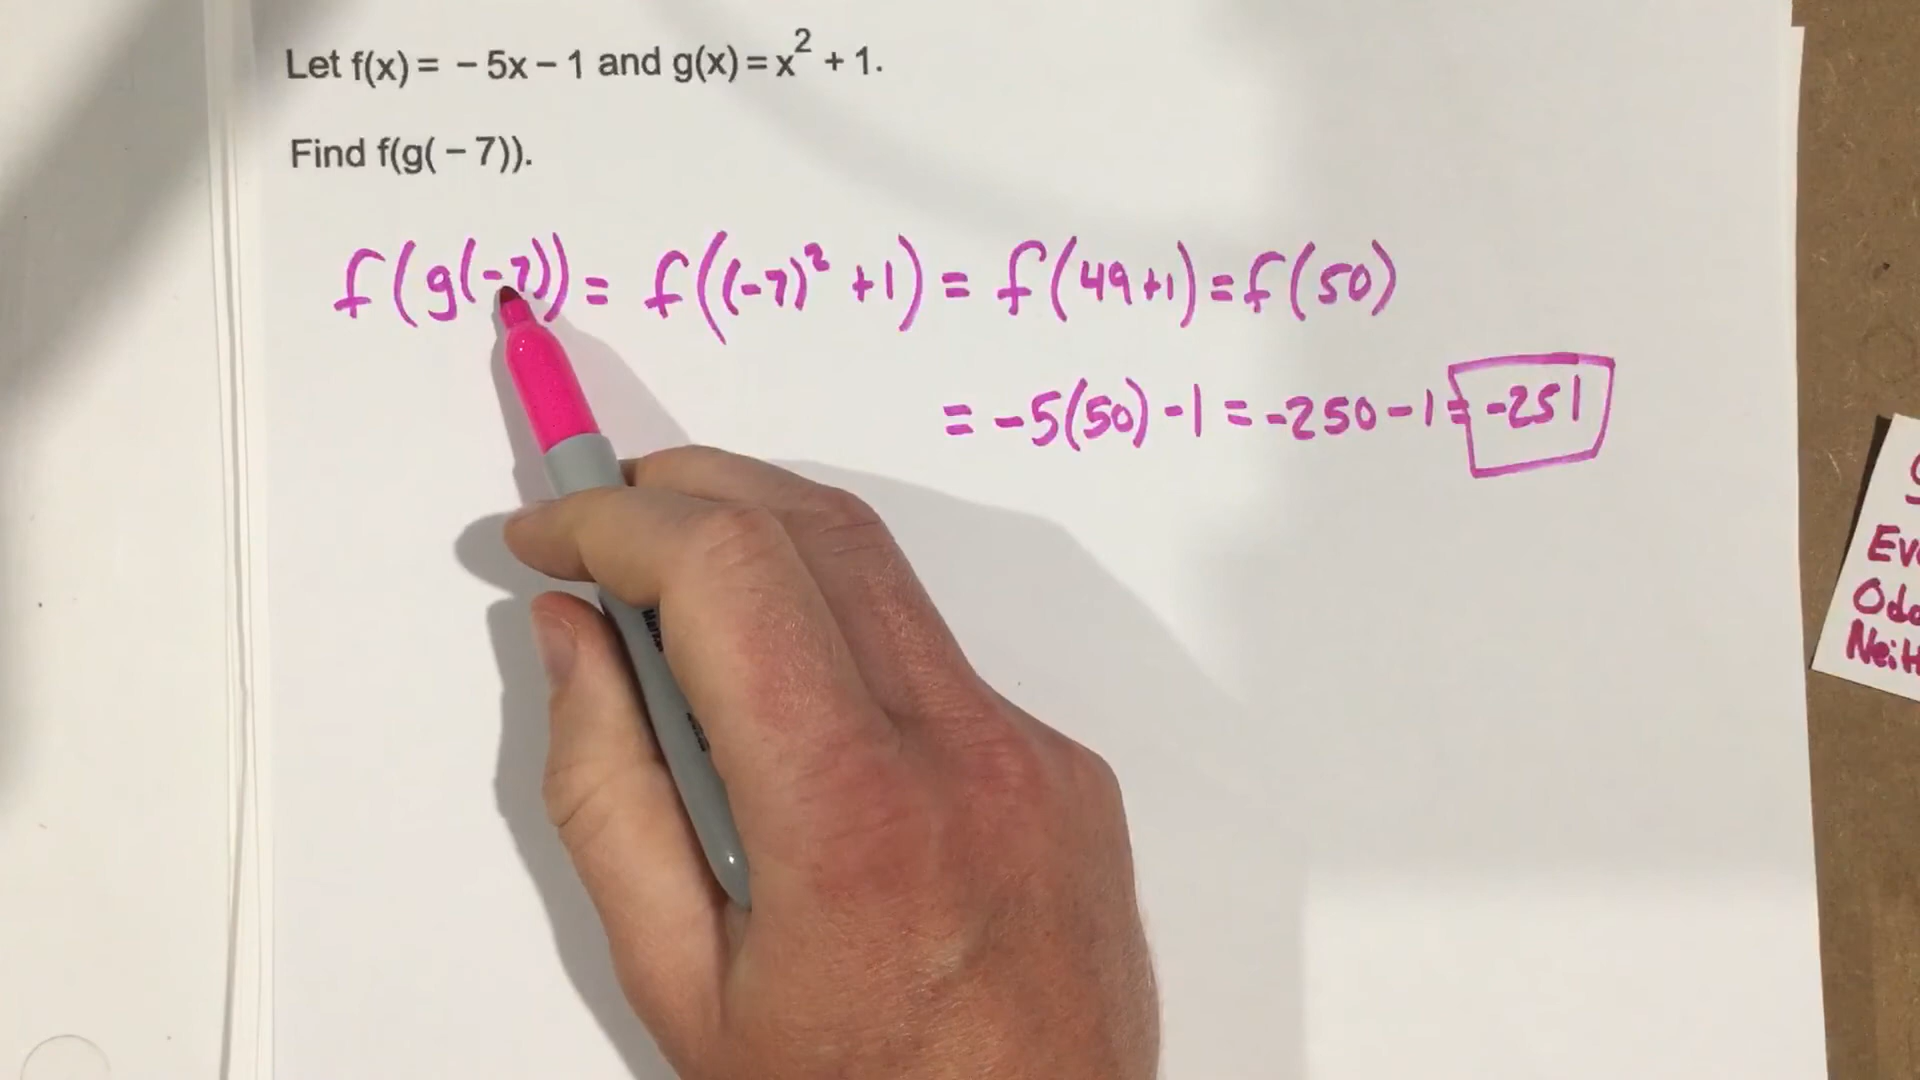 Let f(x) = − 5x − 1 and g(x) = x² + 1.
Find f(g( − 7)).
f(g(-7)) = f((-7)² + 1) = f(49+1) = f(50)
= -5(50) - 1 = -250 - 1 = -251